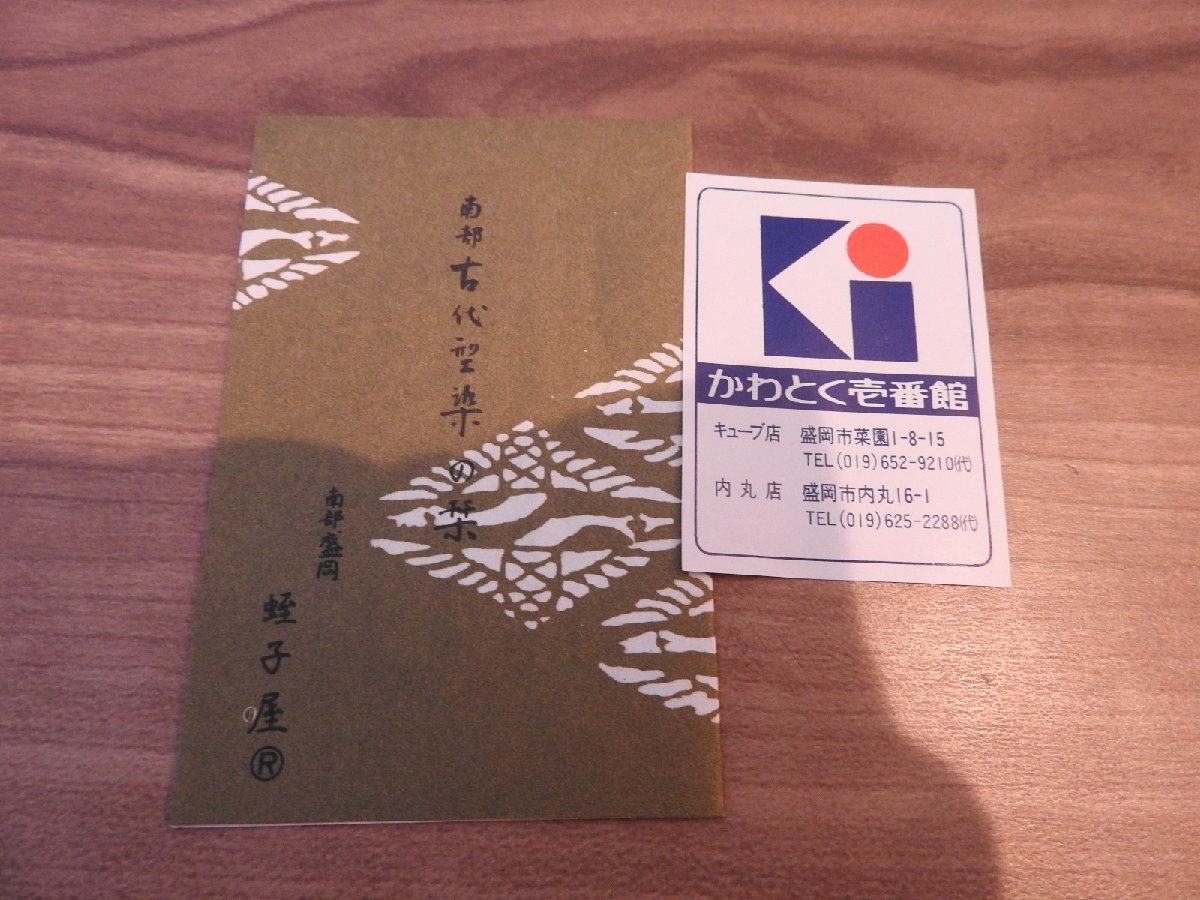 南部古代型染の栞
南部盛岡
蛭子屋®
Ki
かわとく壱番館
キューブ店 盛岡市菜園1-8-15
TEL(019)652-9210(代)
内丸店 盛岡市内丸16-1
TEL(019)625-2288(代)